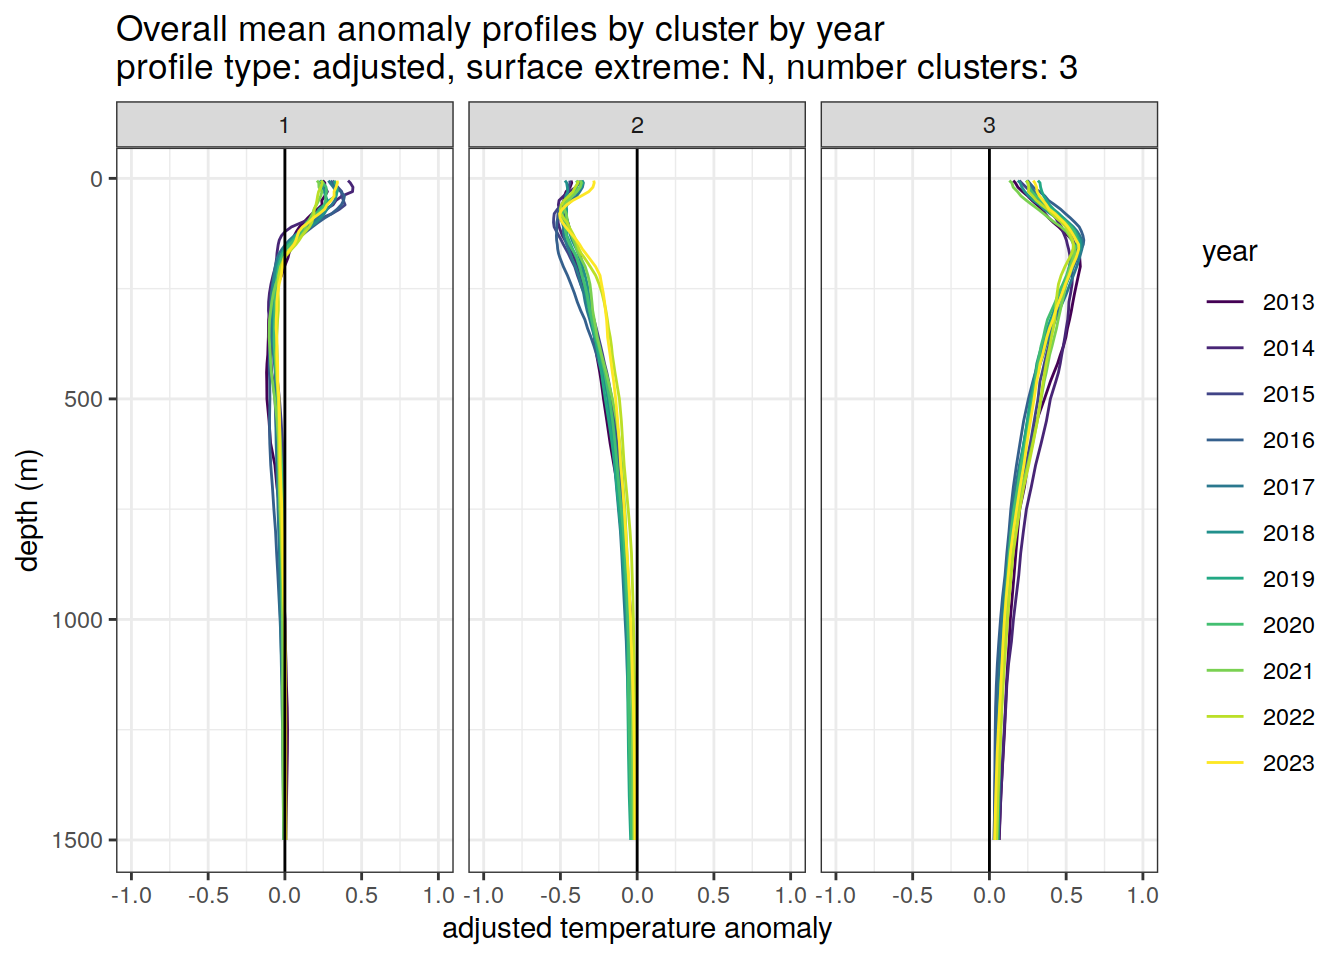 Overall mean anomaly profiles by cluster by year
profile type: adjusted, surface extreme: N, number clusters: 3
1 2 3
0
500
1000
1500
depth (m)
-1.0 -0.5 0.0 0.5 1.0 -1.0 -0.5 0.0 0.5 1.0 -1.0 -0.5 0.0 0.5 1.0
adjusted temperature anomaly
year
2013
2014
2015
2016
2017
2018
2019
2020
2021
2022
2023